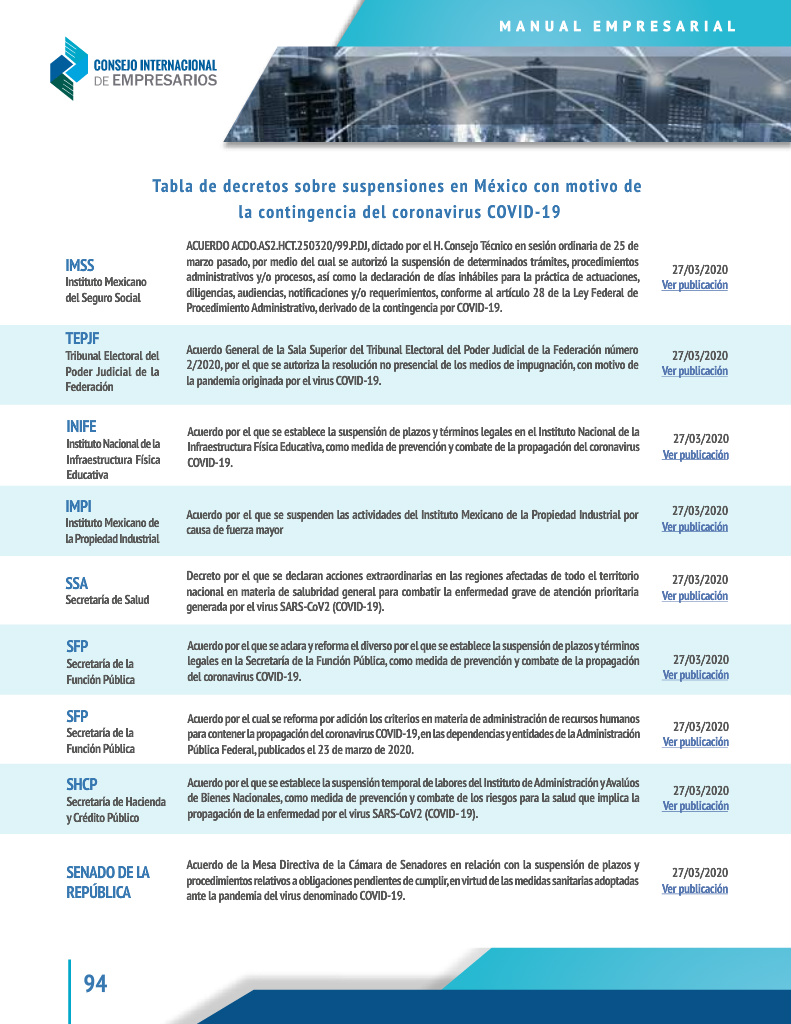 MANUAL EMPRESARIAL
CONSEJO INTERNACIONAL
DE EMPRESARIOS
Tabla de decretos sobre suspensiones en México con motivo de
la contingencia del coronavirus COVID-19
IMSS
Instituto Mexicano
del Seguro Social
ACUERDO ACDO.AS2.HCT.250320/99.P.DJ, dictado por el H. Consejo Técnico en sesión ordinaria de 25 de
marzo pasado, por medio del cual se autorizó la suspensión de determinados trámites, procedimientos
administrativos y/o procesos, así como la declaración de días inhábiles para la práctica de actuaciones,
diligencias, audiencias, notificaciones y/o requerimientos, conforme al artículo 28 de la Ley Federal de
Procedimiento Administrativo, derivado de la contingencia por COVID-19.
27/03/2020
Ver publicación
TEPJF
Tribunal Electoral del
Poder Judicial de la
Federación
Acuerdo General de la Sala Superior del Tribunal Electoral del Poder Judicial de la Federación número
2/2020, por el que se autoriza la resolución no presencial de los medios de impugnación, con motivo de
la pandemia originada por el virus COVID-19.
27/03/2020
Ver publicación
INIFE
Instituto Nacional de la
Infraestructura Física
Educativa
Acuerdo por el que se establece la suspensión de plazos y términos legales en el Instituto Nacional de la
Infraestructura Física Educativa, como medida de prevención y combate de la propagación del coronavirus
COVID-19.
27/03/2020
Ver publicación
IMPI
Instituto Mexicano de
la Propiedad Industrial
Acuerdo por el que se suspenden las actividades del Instituto Mexicano de la Propiedad Industrial por
causa de fuerza mayor
27/03/2020
Ver publicación
SSA
Secretaría de Salud
Decreto por el que se declaran acciones extraordinarias en las regiones afectadas de todo el territorio
nacional en materia de salubridad general para combatir la enfermedad grave de atención prioritaria
generada por el virus SARS-CoV2 (COVID-19).
27/03/2020
Ver publicación
SFP
Secretaría de la
Función Pública
Acuerdo por el que se aclara y reforma el diverso por el que se establece la suspensión de plazos y términos
legales en la Secretaría de la Función Pública, como medida de prevención y combate de la propagación
del coronavirus COVID-19.
27/03/2020
Ver publicación
SFP
Secretaría de la
Función Pública
Acuerdo por el cual se reforma por adición los criterios en materia de administración de recursos humanos
para contener la propagación del coronavirus COVID-19, en las dependencias y entidades de la Administración
Pública Federal, publicados el 23 de marzo de 2020.
27/03/2020
Ver publicación
SHCP
Secretaría de Hacienda
y Crédito Público
Acuerdo por el que se establece la suspensión temporal de labores del Instituto de Administración y Avalúos
de Bienes Nacionales, como medida de prevención y combate de los riesgos para la salud que implica la
propagación de la enfermedad por el virus SARS-CoV2 (COVID- 19).
27/03/2020
Ver publicación
SENADO DE LA
REPÚBLICA
Acuerdo de la Mesa Directiva de la Cámara de Senadores en relación con la suspensión de plazos y
procedimientos relativos a obligaciones pendientes de cumplir, en virtud de las medidas sanitarias adoptadas
ante la pandemia del virus denominado COVID-19.
27/03/2020
Ver publicación
94